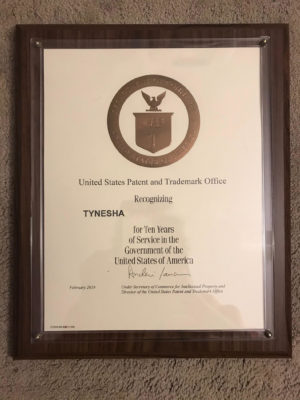 United States Patent and Trademark Office
Recognizing
TYNESHA
for Ten Years
of Service in the
Government of the
United States of America
February 2019
Under Secretary of Commerce for Intellectual Property and
Director of the United States Patent and Trademark Office